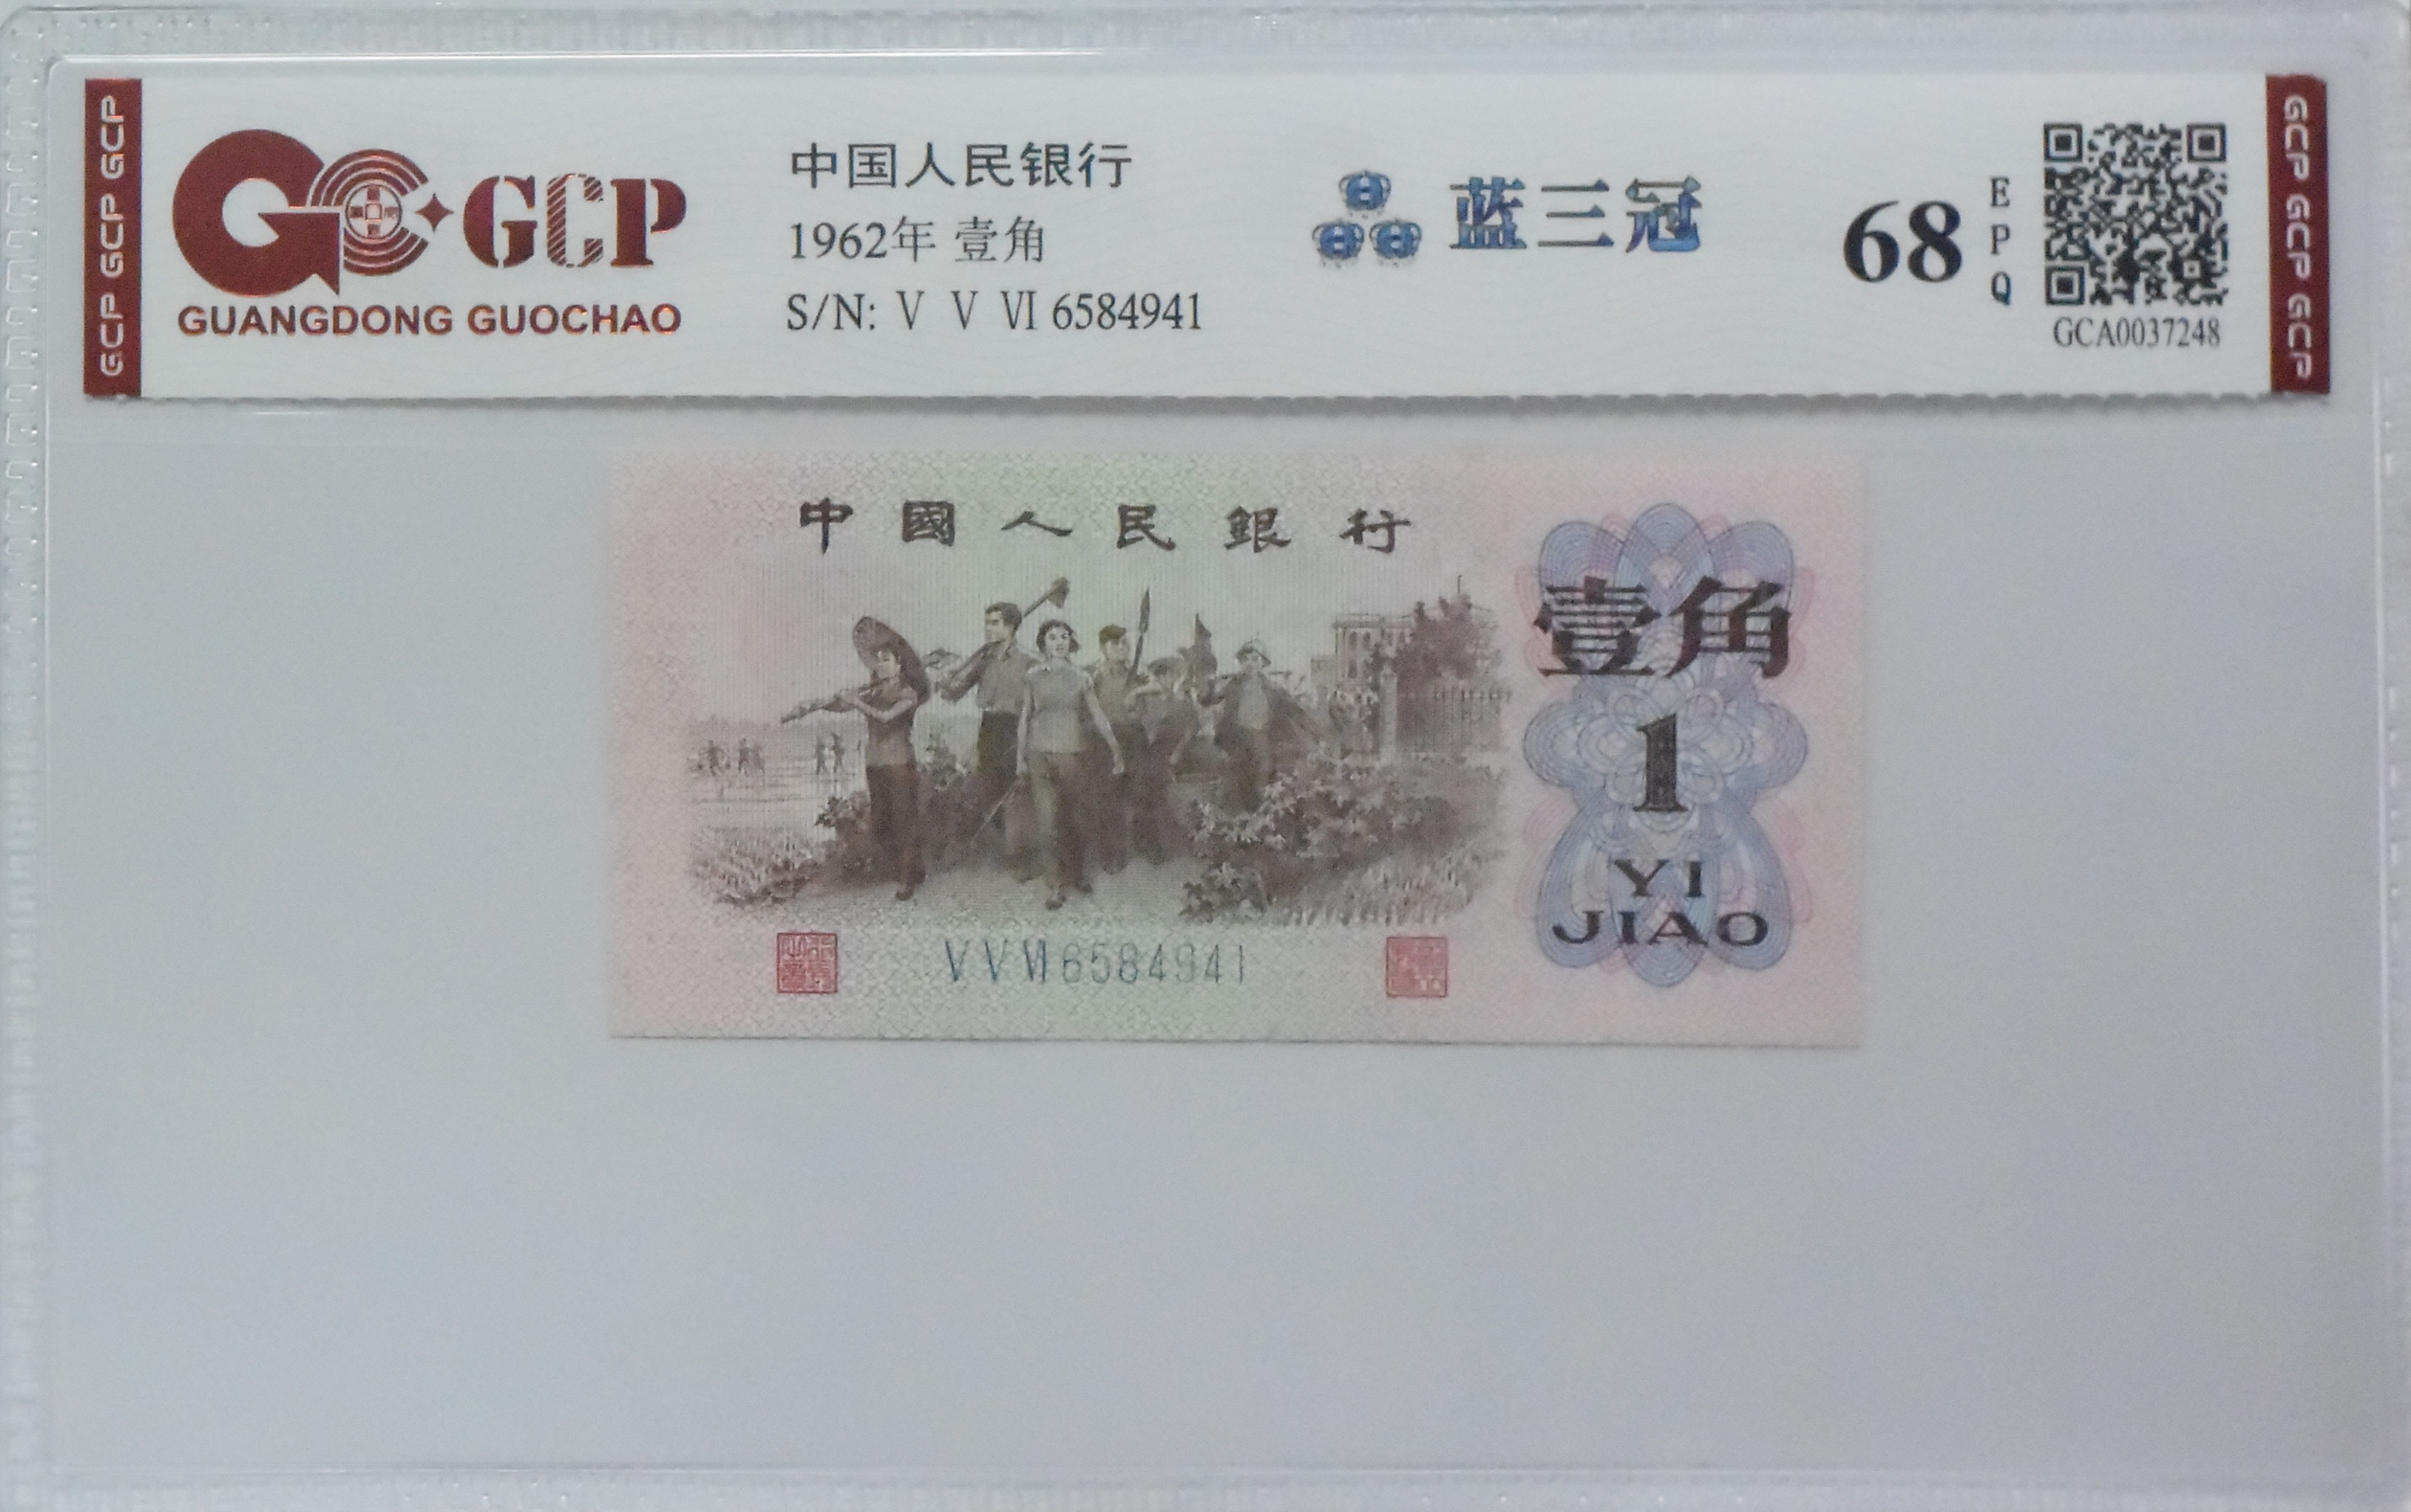 GCP GCP GCP
GCP
GUANGDONG GUOCHAO
中国人民银行
1962年 壹角
S/N: Ⅴ Ⅴ Ⅵ 6584941
蓝三冠
68
EPQ
GCA0037248
GCP GCP GCP
中國人民銀行
壹角
1
YI
JIAO
ⅤⅤⅥ6584941